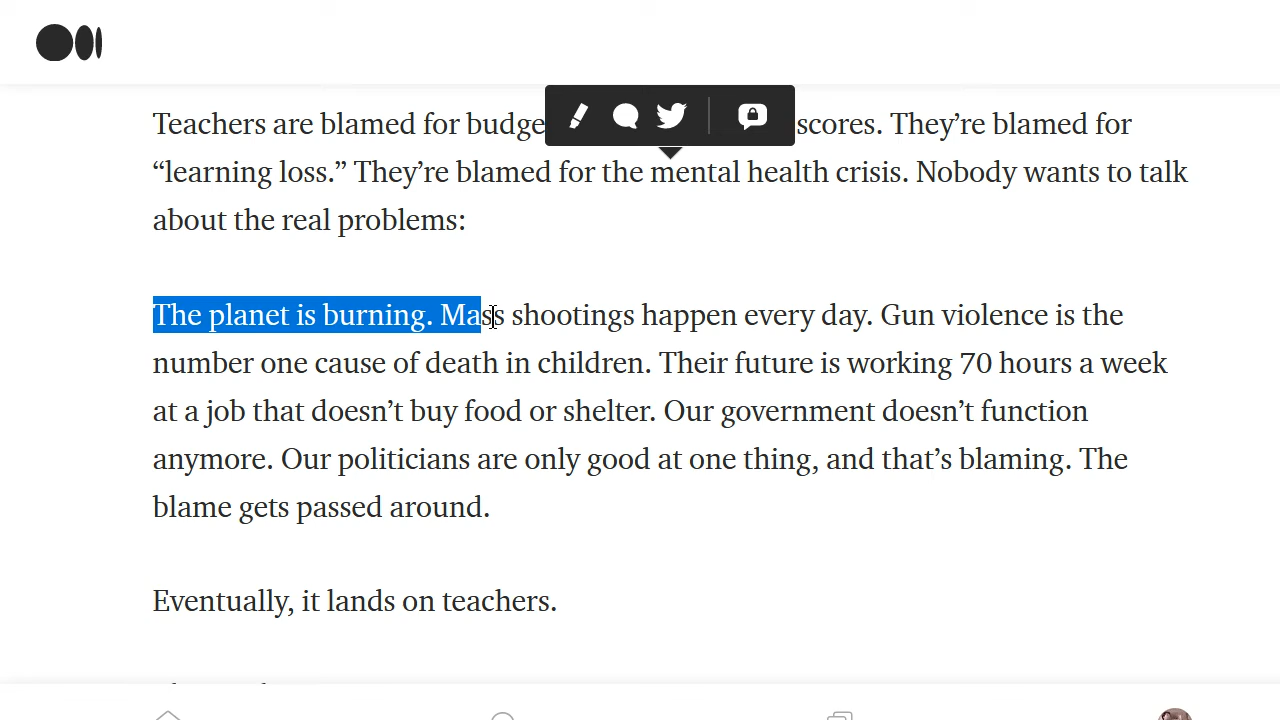 Teachers are blamed for budge scores. They’re blamed for
“learning loss.” They’re blamed for the mental health crisis. Nobody wants to talk
about the real problems:
The planet is burning. Mass shootings happen every day. Gun violence is the
number one cause of death in children. Their future is working 70 hours a week
at a job that doesn’t buy food or shelter. Our government doesn’t function
anymore. Our politicians are only good at one thing, and that’s blaming. The
blame gets passed around.
Eventually, it lands on teachers.